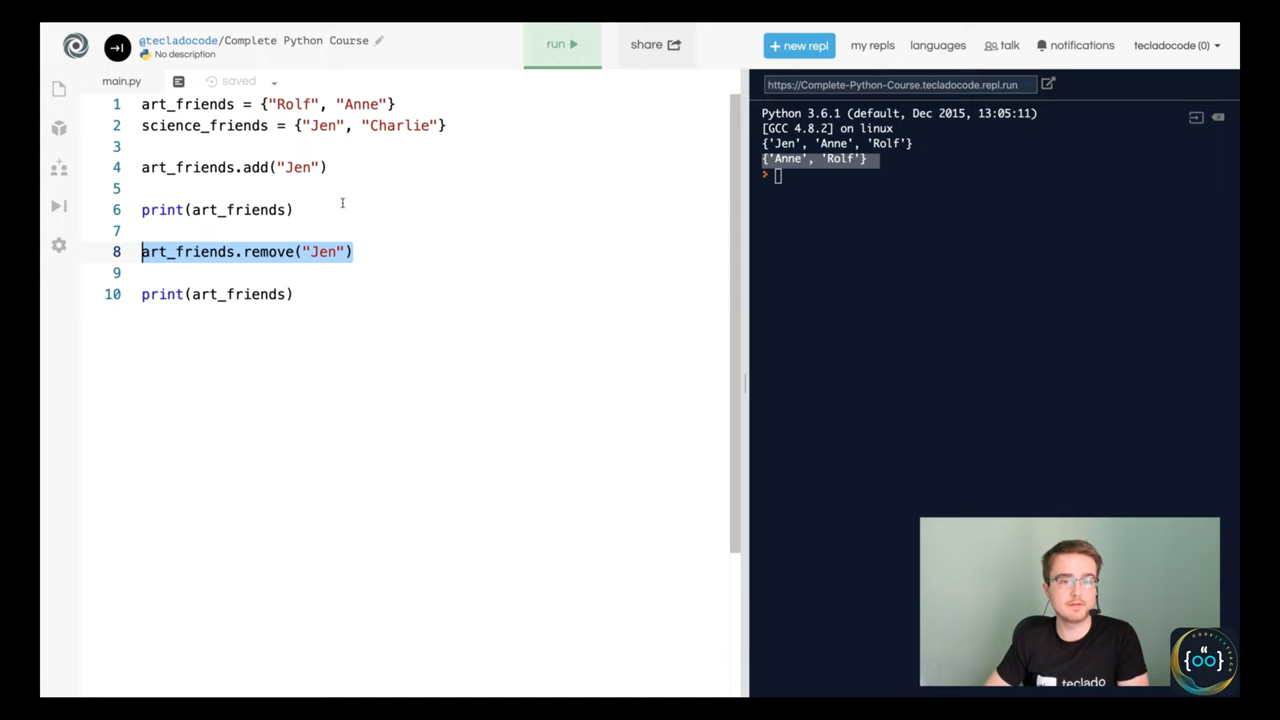 @tecladocode/Complete Python Course
No description
run
share
+ new repl
my repls
languages
talk
notifications
tecladocode (0)
main.py
saved
https://Complete-Python-Course.tecladocode.repl.run
1 art_friends = {"Rolf", "Anne"}
2 science_friends = {"Jen", "Charlie"}
3
4 art_friends.add("Jen")
5
6 print(art_friends)
7
8 art_friends.remove("Jen")
9
10 print(art_friends)
Python 3.6.1 (default, Dec 2015, 13:05:11)
[GCC 4.8.2] on linux
{'Jen', 'Anne', 'Rolf'}
{'Anne', 'Rolf'}
>
teclado